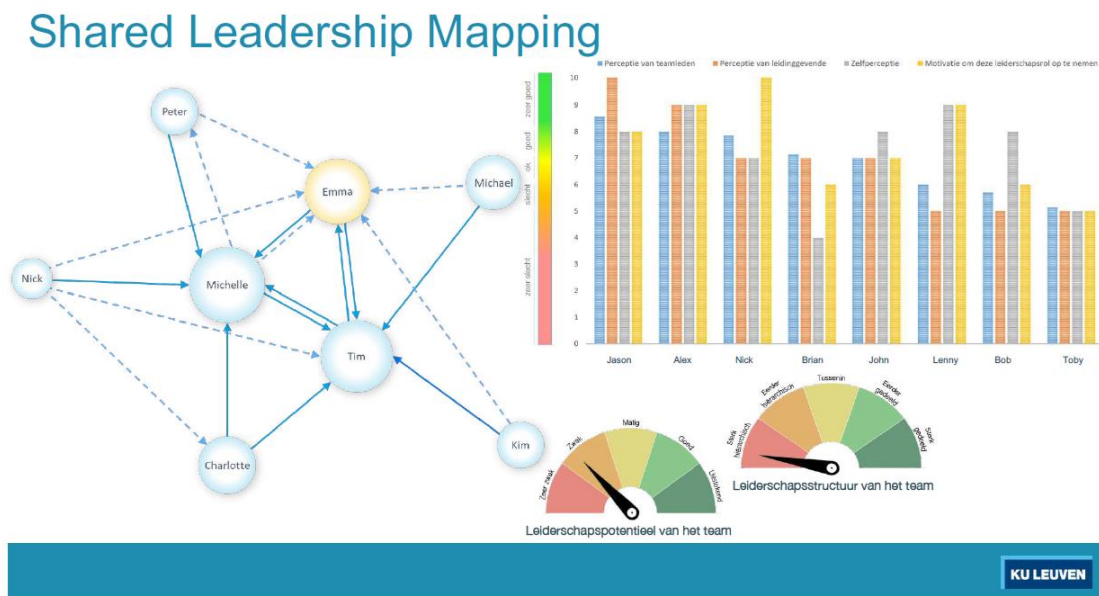 Shared Leadership Mapping
Peter
Emma
Michael
Nick
Michelle
Tim
Charlotte
Kim
zeer goed
goed
ok
slecht
zeer slecht
Perceptie van teamleden
Perceptie van leidinggevende
Zelfperceptie
Motivatie om deze leiderschapsrol op te nemen
10
9
8
7
6
5
4
3
2
1
0
Jason
Alex
Nick
Brian
John
Lenny
Bob
Toby
Zeer zwak
Zwak
Matig
Goed
Uitstekend
Leiderschapspotentieel van het team
Sterk hiërarchisch
Eerder hiërarchisch
Tussenin
Eerder gedeeld
Sterk gedeeld
Leiderschapsstructuur van het team
KU LEUVEN